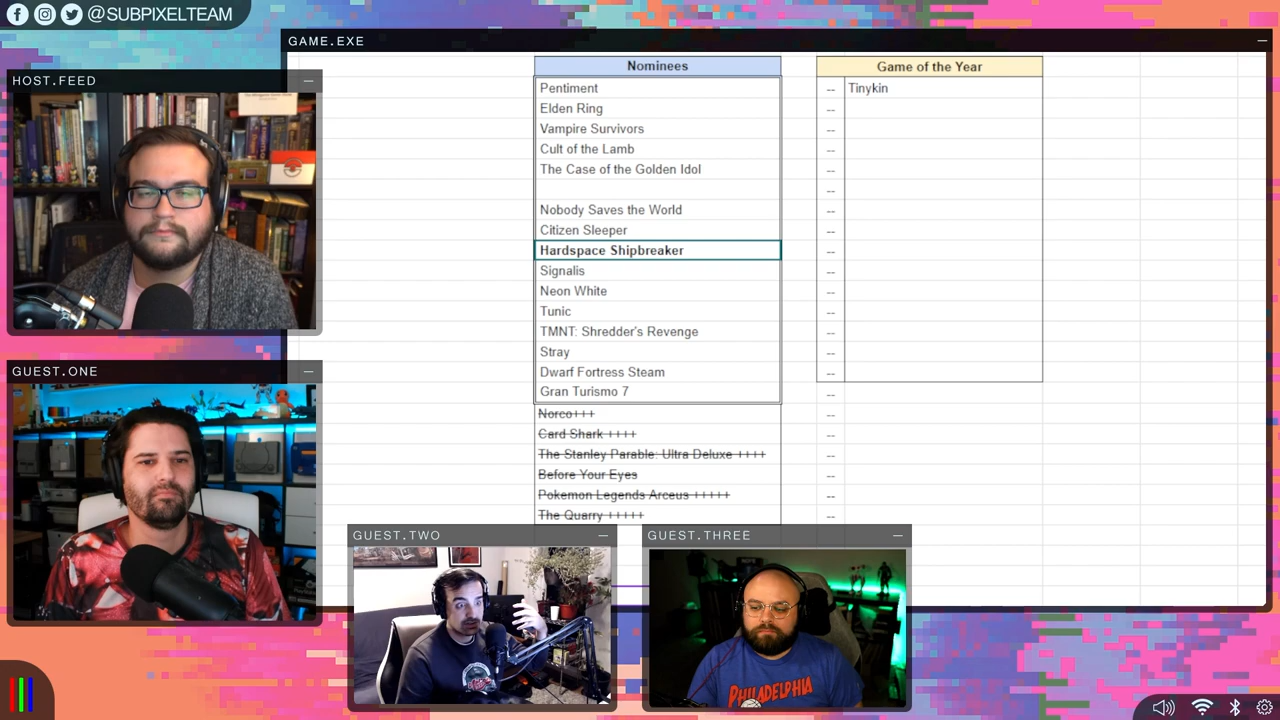 @SUBPIXELTEAM
GAME.EXE
HOST.FEED
Nominees
Game of the Year
Pentiment
-- Tinykin
Elden Ring
--
Vampire Survivors
--
Cult of the Lamb
--
The Case of the Golden Idol
--
--
Nobody Saves the World
--
Citizen Sleeper
--
Hardspace Shipbreaker
--
Signalis
--
Neon White
--
Tunic
--
TMNT: Shredder's Revenge
--
Stray
--
Dwarf Fortress Steam
--
Gran Turismo 7
--
Norco+++
--
Card Shark ++++
--
The Stanley Parable: Ultra Deluxe ++++
--
Before Your Eyes
--
Pokemon Legends Arceus +++++
--
The Quarry +++++
--
GUEST.ONE
GUEST.TWO
GUEST.THREE
PHILADELPHIA